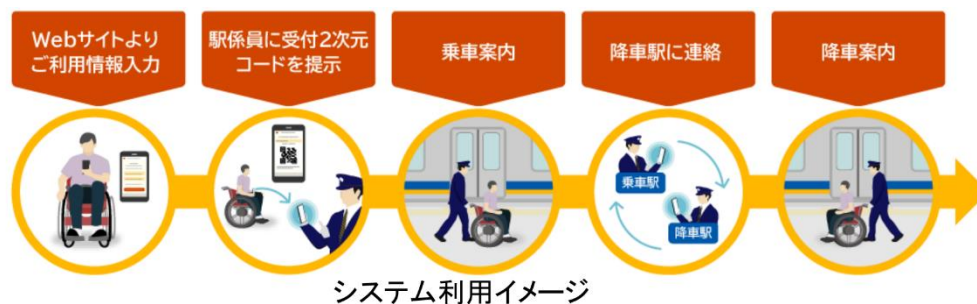 Webサイトより
ご利用情報入力
駅係員に受付2次元
コードを提示
乗車案内
降車駅に連絡
降車案内
乗車駅
降車駅
システム利用イメージ